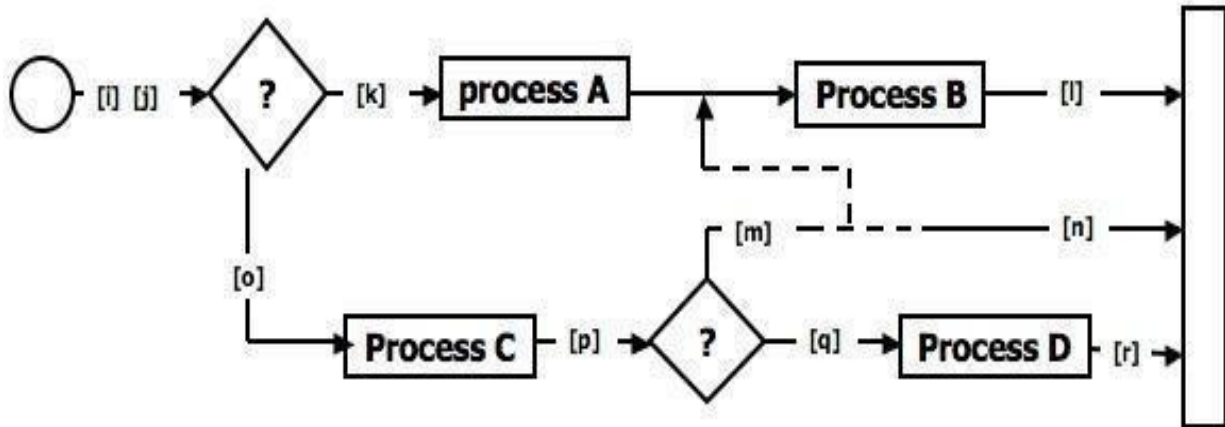 [i] [j]
?
[k]
process A
Process B
[l]
[m]
[n]
[o]
Process C
[p]
?
[q]
Process D
[r]